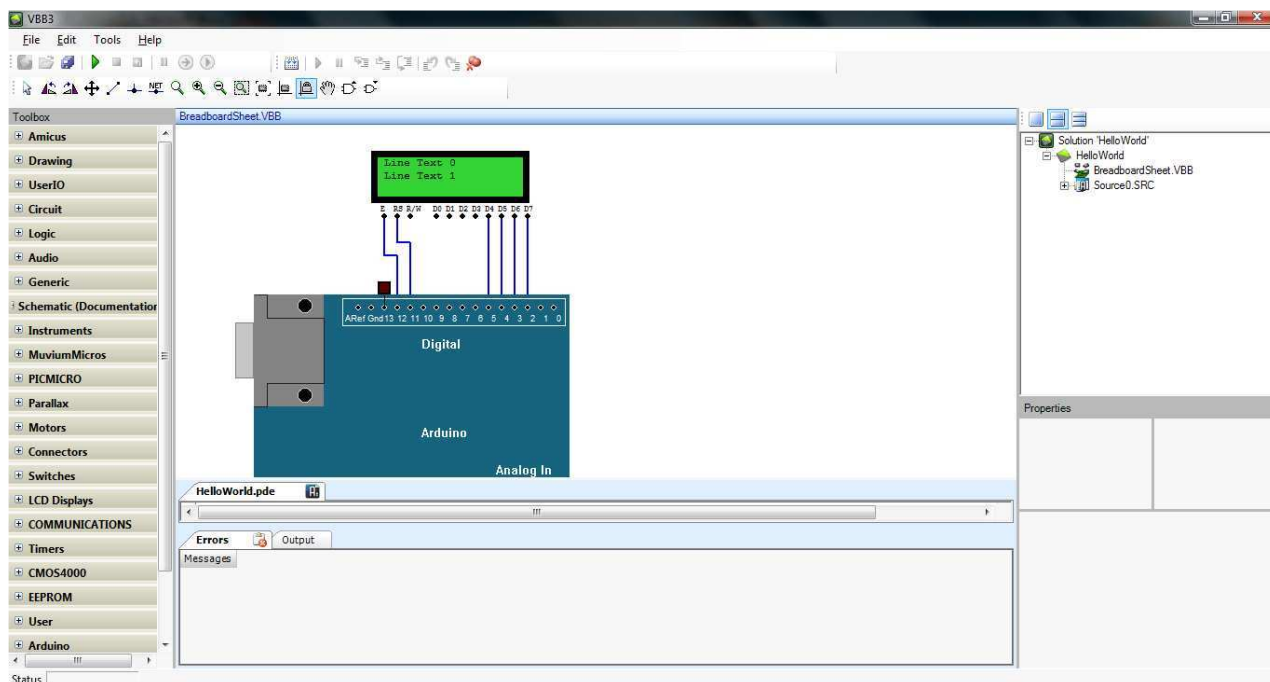 VBB3
File Edit Tools Help
NET
Toolbox
Amicus
Drawing
UserIO
Circuit
Logic
Audio
Generic
Schematic (Documentation
Instruments
MuviumMicros
PICMICRO
Parallax
Motors
Connectors
Switches
LCD Displays
COMMUNICATIONS
Timers
CMOS4000
EEPROM
User
Arduino
Status
BreadboardSheet.VBB
Line Text 0
Line Text 1
E RS R/W D0 D1 D2 D3 D4 D5 D6 D7
ARef Gnd 13 12 11 10 9 8 7 6 5 4 3 2 1 0
Digital
Arduino
Analog In
HelloWorld.pde
Errors Output
Messages
Solution 'HelloWorld'
HelloWorld
BreadboardSheet.VBB
Source0.SRC
Properties